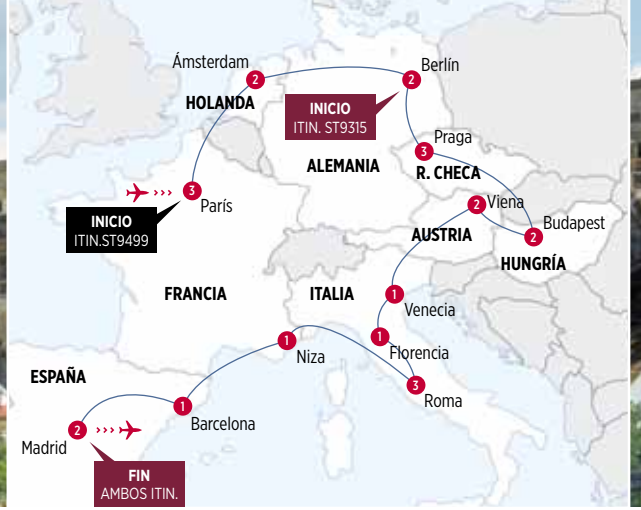 Ámsterdam
2
2
Berlín
HOLANDA
INICIO
ITIN. ST9315
Praga
3
ALEMANIA
R. CHECA
3
París
INICIO
ITIN.ST9499
2
Viena
Budapest
2
AUSTRIA
HUNGRÍA
FRANCIA
ITALIA
1
Venecia
1
Florencia
1
Niza
3
Roma
ESPAÑA
1
Barcelona
2
Madrid
FIN
AMBOS ITIN.